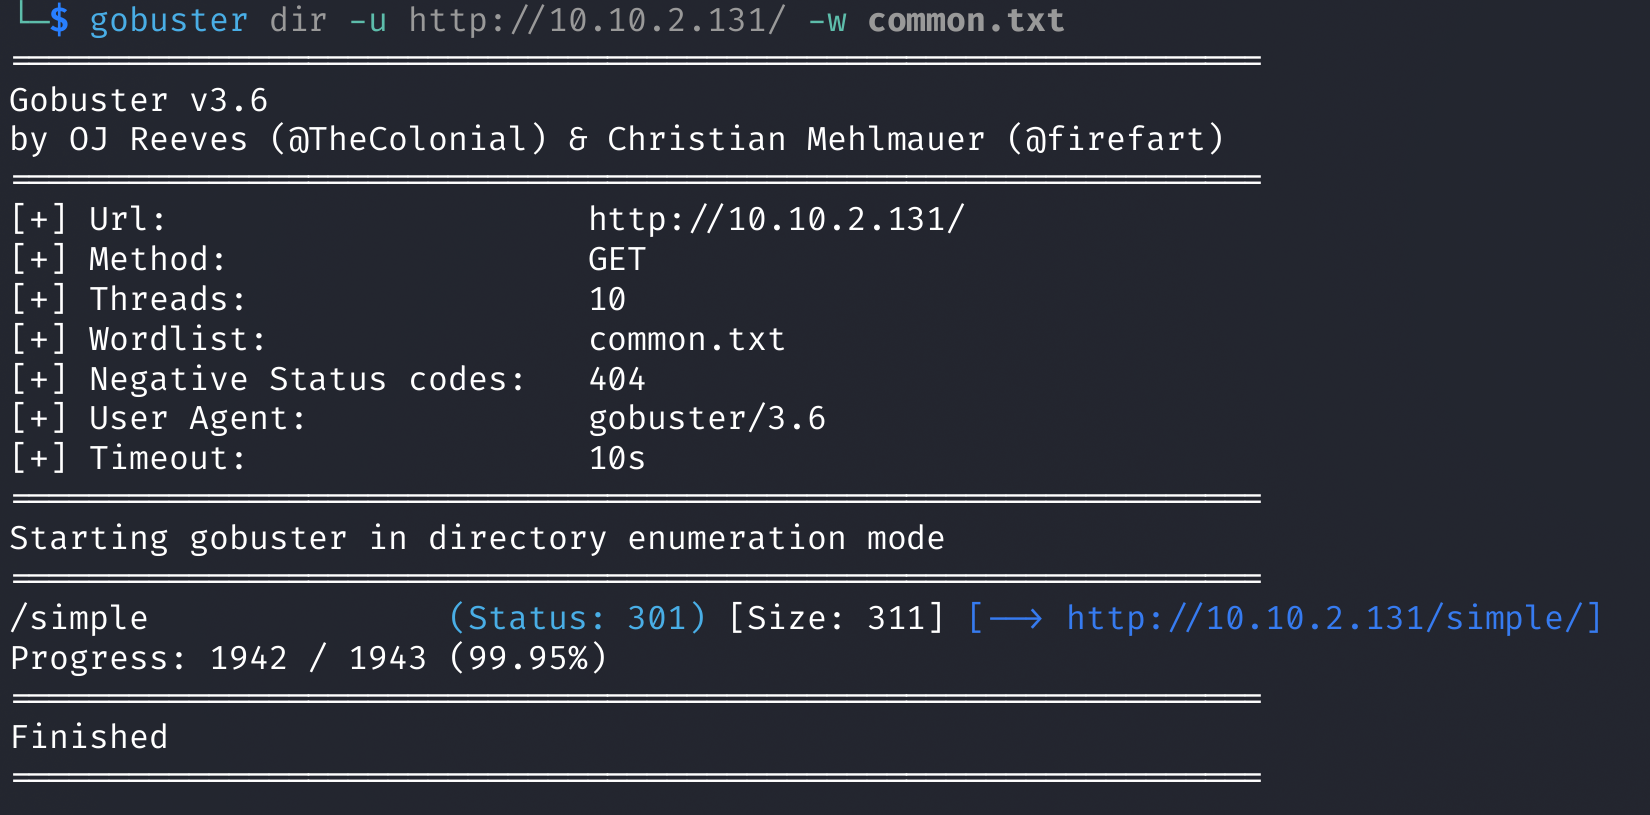 └─$ gobuster dir -u http://10.10.2.131/ -w common.txt
===============================================================
Gobuster v3.6
by OJ Reeves (@TheColonial) & Christian Mehlmauer (@firefart)
===============================================================
[+] Url:                     http://10.10.2.131/
[+] Method:                  GET
[+] Threads:                 10
[+] Wordlist:                common.txt
[+] Negative Status codes:   404
[+] User Agent:              gobuster/3.6
[+] Timeout:                 10s
===============================================================
Starting gobuster in directory enumeration mode
===============================================================
/simple               (Status: 301) [Size: 311] [--> http://10.10.2.131/simple/]
Progress: 1942 / 1943 (99.95%)
===============================================================
Finished
===============================================================